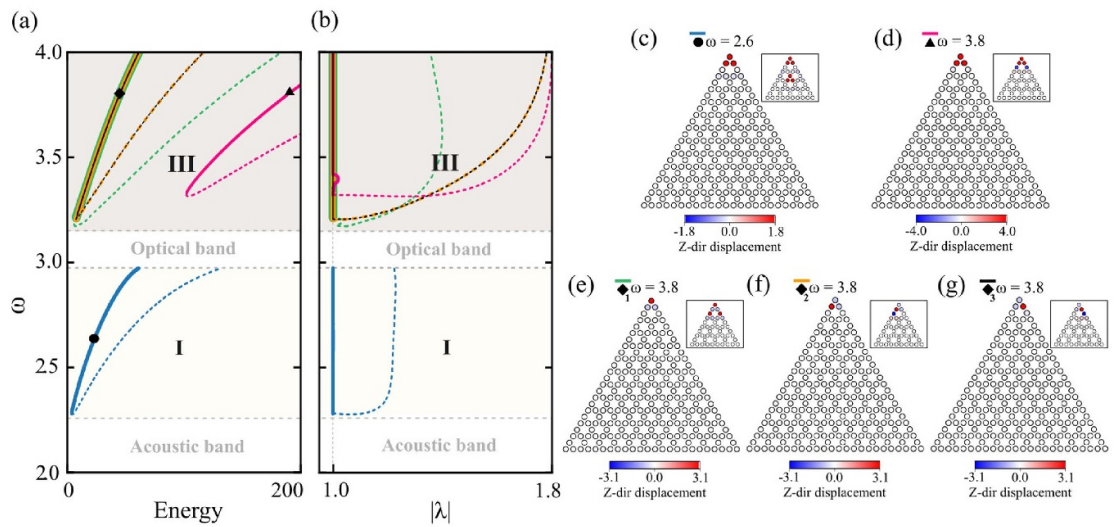 (a)
(b)
4.0
3.5
3.0
2.5
2.0
ω
III
Optical band
I
Acoustic band
0
200
Energy
III
Optical band
Acoustic band
1.0
1.8
|λ|
(c)
ω = 2.6
-1.8 0.0 1.8
Z-dir displacement
(d)
ω = 3.8
-4.0 0.0 4.0
Z-dir displacement
(e)
1 ω = 3.8
-3.1 0.0 3.1
Z-dir displacement
(f)
2 ω = 3.8
-3.1 0.0 3.1
Z-dir displacement
(g)
3 ω = 3.8
-3.1 0.0 3.1
Z-dir displacement